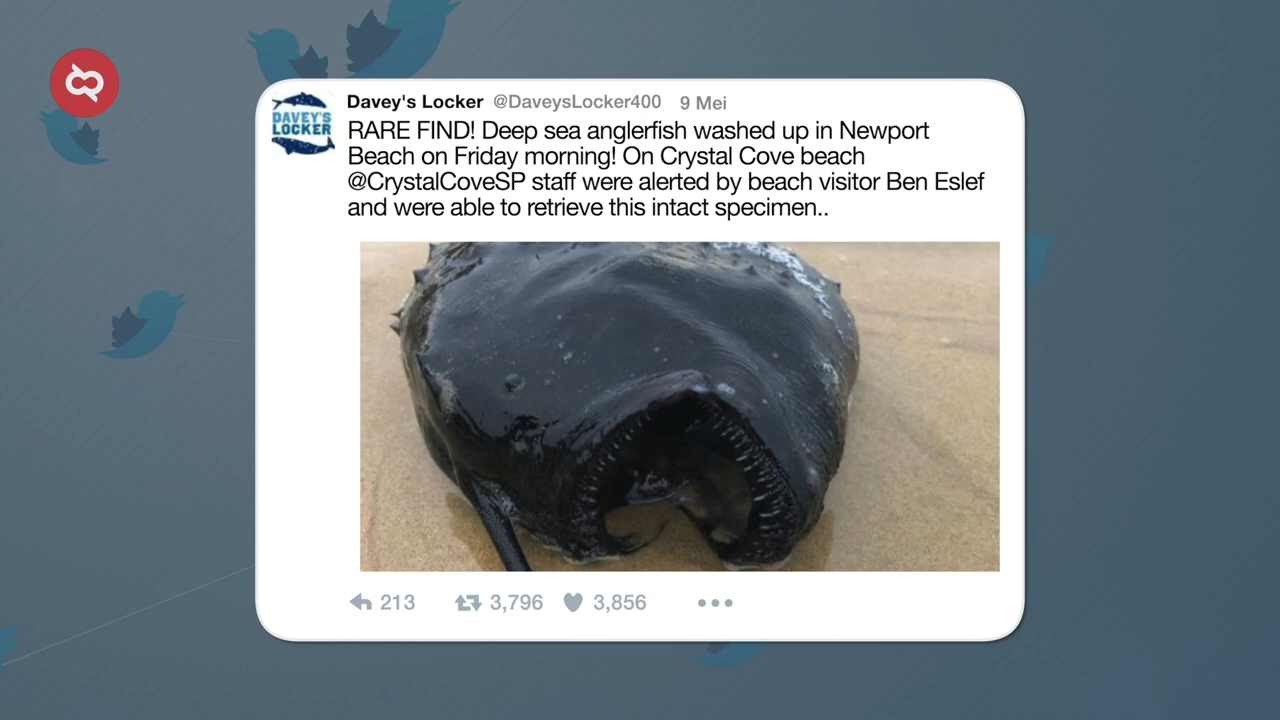 Davey's Locker @DaveysLocker400 9 Mei
DAVEY'S
LOCKER
RARE FIND! Deep sea anglerfish washed up in Newport
Beach on Friday morning! On Crystal Cove beach
@CrystalCoveSP staff were alerted by beach visitor Ben Eslef
and were able to retrieve this intact specimen..
213 3,796 3,856